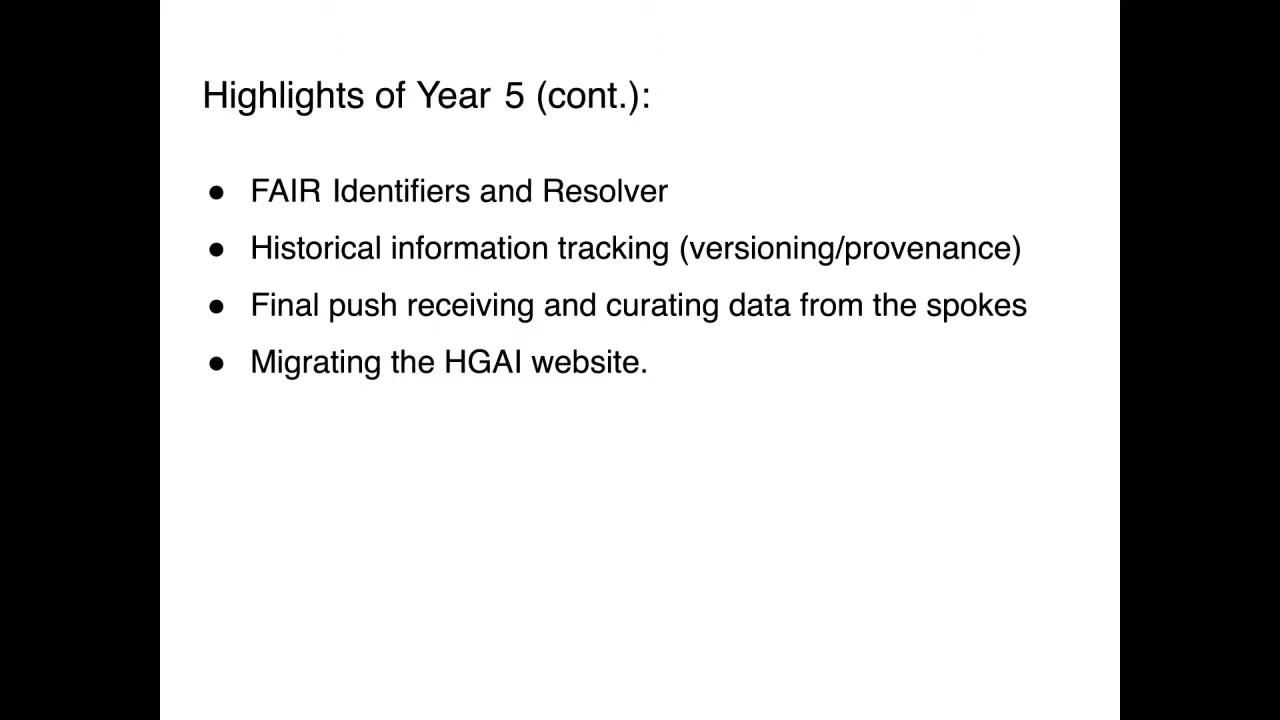 Highlights of Year 5 (cont.):
● FAIR Identifiers and Resolver
● Historical information tracking (versioning/provenance)
● Final push receiving and curating data from the spokes
● Migrating the HGAI website.